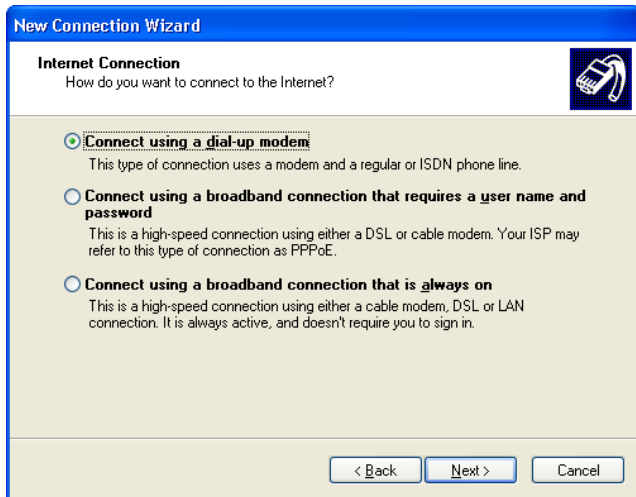 New Connection Wizard
Internet Connection
How do you want to connect to the Internet?
Connect using a dial-up modem
This type of connection uses a modem and a regular or ISDN phone line.
Connect using a broadband connection that requires a user name and
password
This is a high-speed connection using either a DSL or cable modem. Your ISP may
refer to this type of connection as PPPoE.
Connect using a broadband connection that is always on
This is a high-speed connection using either a cable modem, DSL or LAN
connection. It is always active, and doesn't require you to sign in.
< Back Next > Cancel